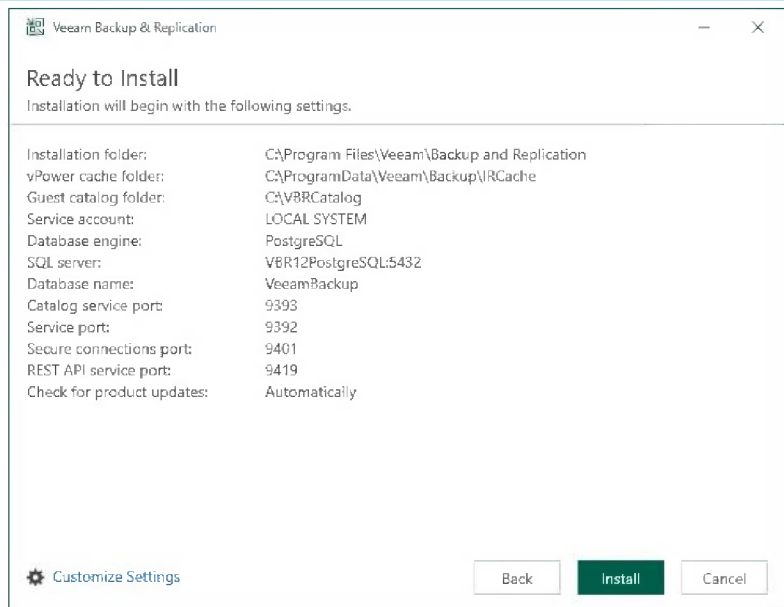 Veeam Backup & Replication
Ready to Install
Installation will begin with the following settings.
Installation folder: C:\Program Files\Veeam\Backup and Replication
vPower cache folder: C:\ProgramData\Veeam\Backup\IRCache
Guest catalog folder: C:\VBRCatalog
Service account: LOCAL SYSTEM
Database engine: PostgreSQL
SQL server: VBR12PostgreSQL:5432
Database name: VeeamBackup
Catalog service port: 9393
Service port: 9392
Secure connections port: 9401
REST API service port: 9419
Check for product updates: Automatically
Customize Settings Back Install Cancel